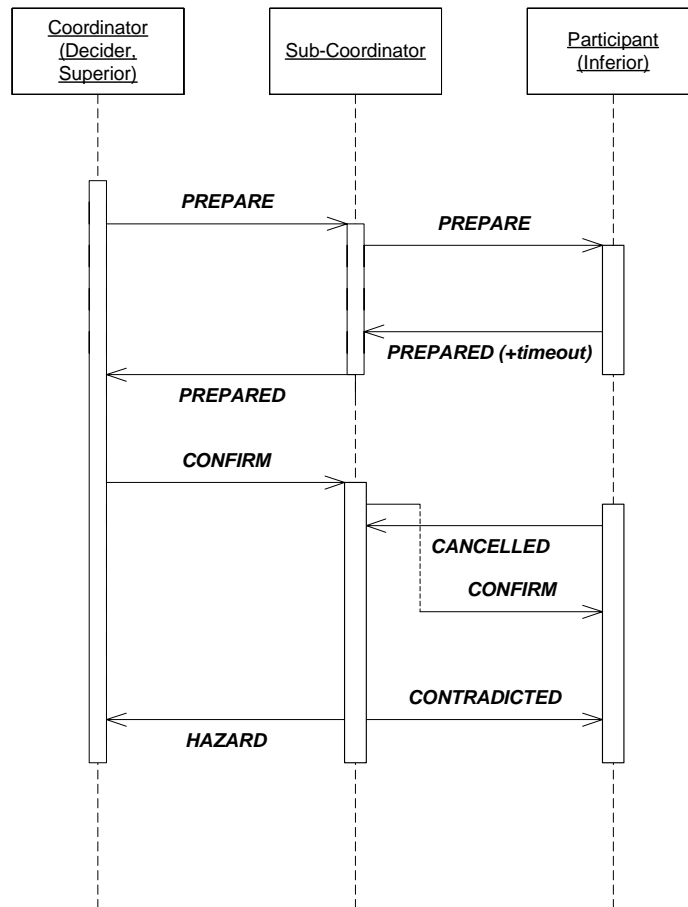 Coordinator
(Decider,
Superior)
Sub-Coordinator
Participant
(Inferior)
PREPARE
PREPARE
PREPARED (+timeout)
PREPARED
CONFIRM
CANCELLED
CONFIRM
CONTRADICTED
HAZARD